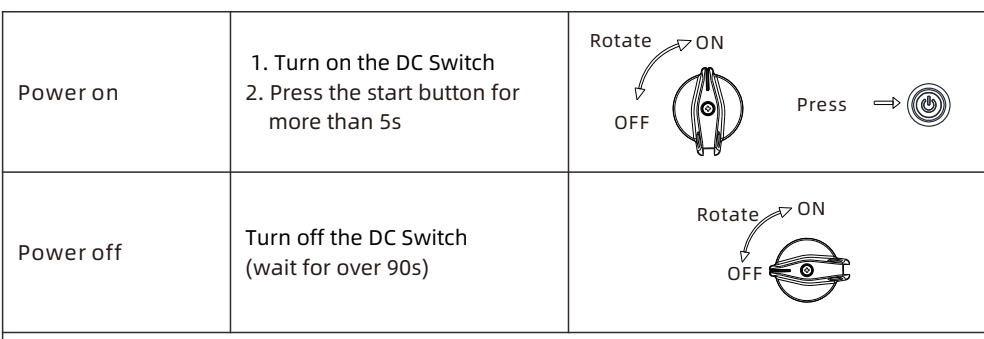 Power on
1. Turn on the DC Switch
2. Press the start button for
more than 5s
Rotate
ON
OFF
Press
Power off
Turn off the DC Switch
(wait for over 90s)
Rotate
ON
OFF